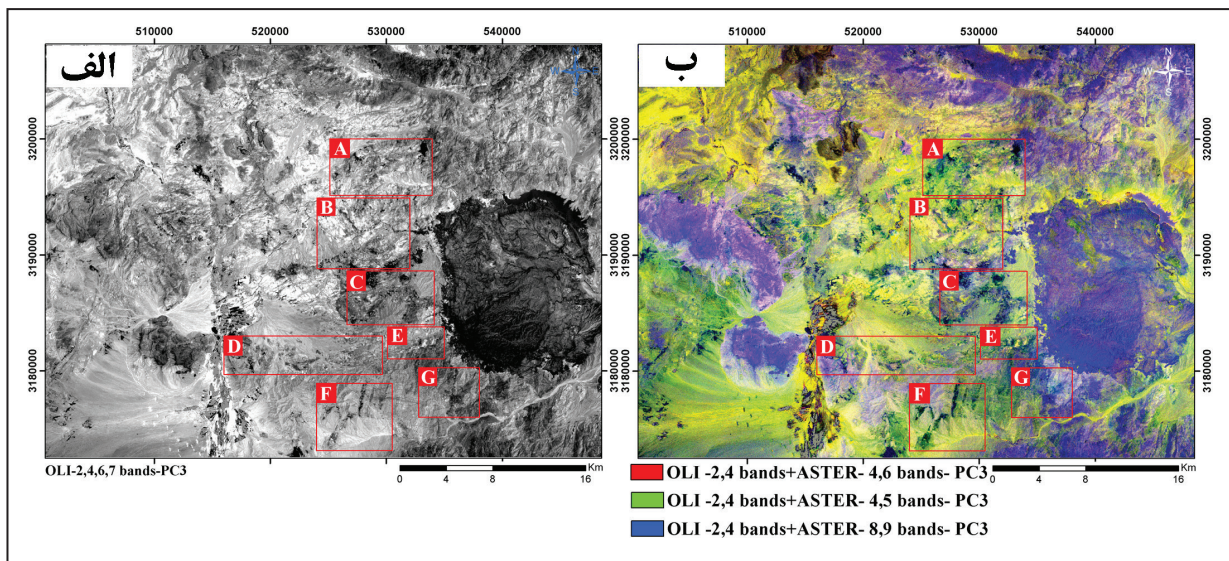 الف
510000 520000 530000 540000
3200000
3190000
3180000
A
B
C
E
D
G
F
OLI-2,4,6,7 bands-PC3
Km
0 4 8 16
ب
510000 520000 530000 540000
N
W E
S
3200000
3190000
3180000
A
B
C
E
D
G
F
Km
0 4 8 16
OLI -2,4 bands+ASTER- 4,6 bands- PC3
OLI -2,4 bands+ASTER- 4,5 bands- PC3
OLI -2,4 bands+ASTER- 8,9 bands- PC3